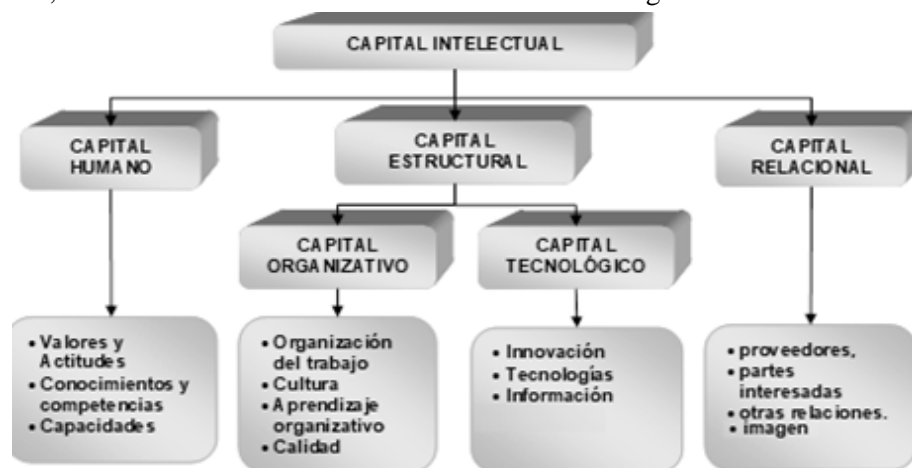 CAPITAL INTELECTUAL
CAPITAL
HUMANO
CAPITAL
ESTRUCTURAL
CAPITAL
RELACIONAL
CAPITAL
ORGANIZATIVO
CAPITAL
TECNOLÓGICO
• Valores y
Actitudes
• Conocimientos y
competencias
• Capacidades
• Organización
del trabajo
• Cultura
• Aprendizaje
organizativo
• Calidad
• Innovación
• Tecnologías
• Información
• proveedores,
• partes
interesadas
• otras relaciones.
• imagen